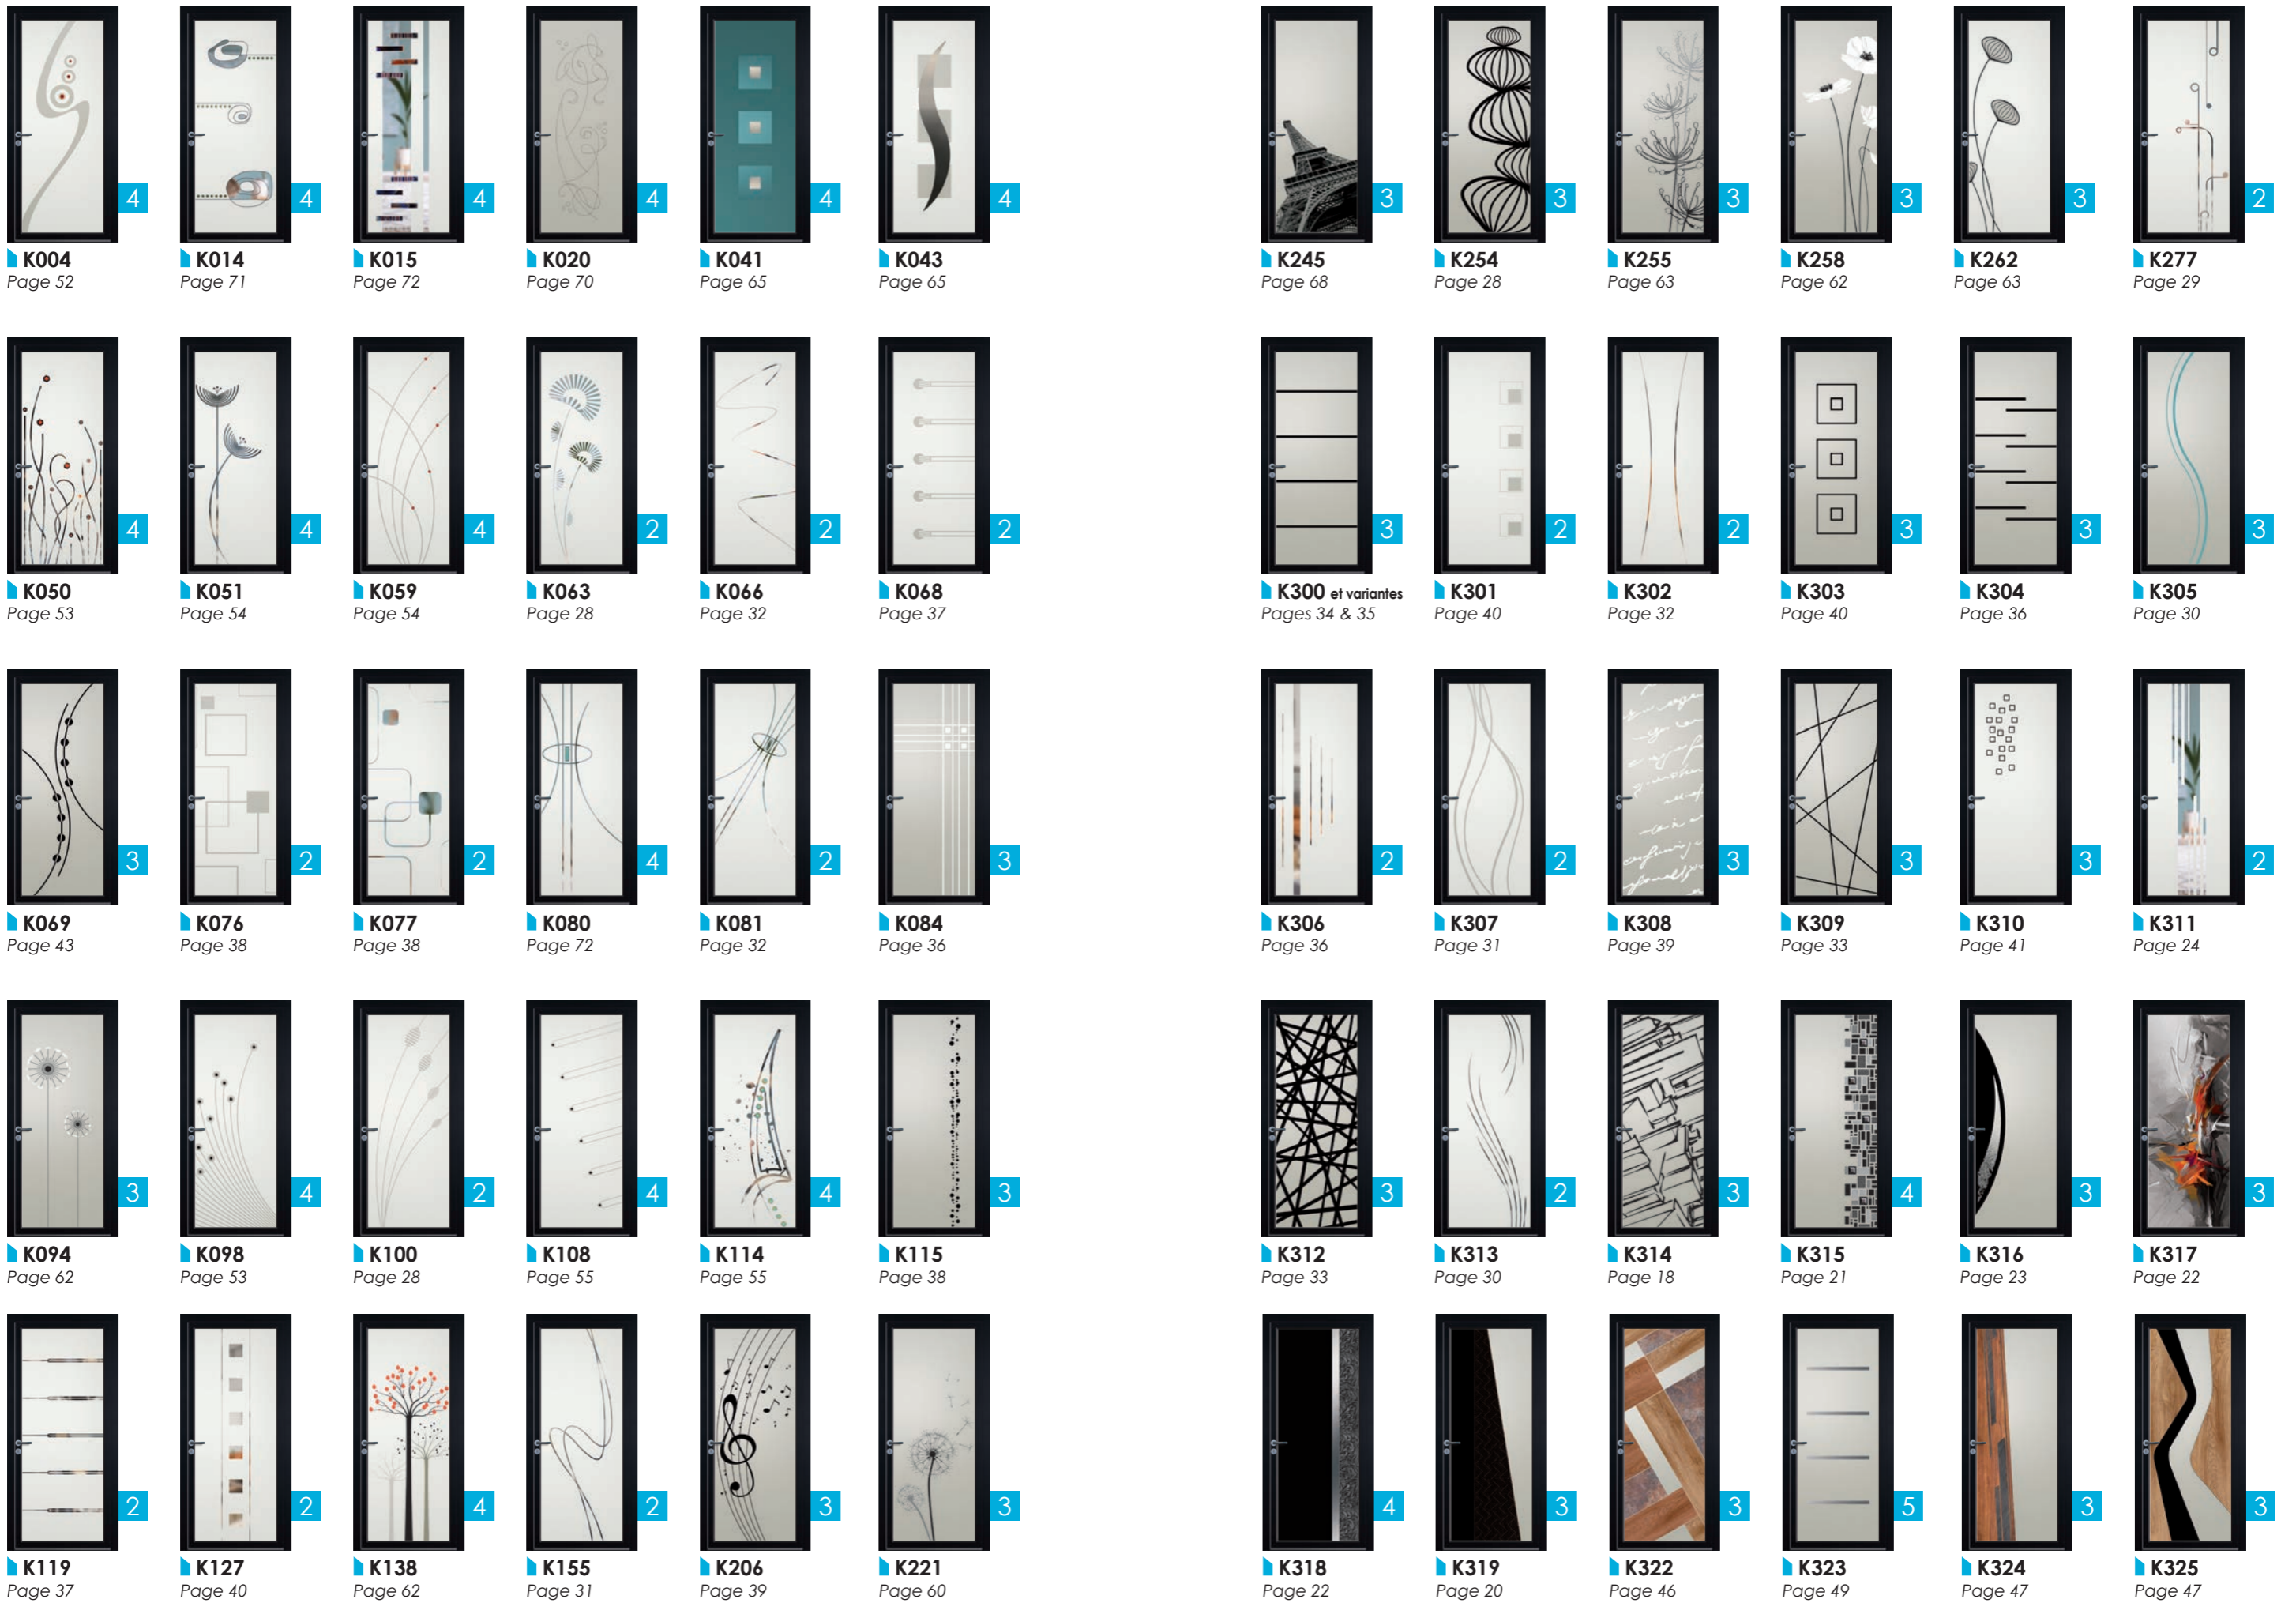 4
K004
Page 52
4
K014
Page 71
4
K015
Page 72
4
K020
Page 70
4
K041
Page 65
4
K043
Page 65
4
K050
Page 53
4
K051
Page 54
4
K059
Page 54
2
K063
Page 28
2
K066
Page 32
2
K068
Page 37
3
K069
Page 43
2
K076
Page 38
2
K077
Page 38
4
K080
Page 72
2
K081
Page 32
3
K084
Page 36
3
K094
Page 62
4
K098
Page 53
2
K100
Page 28
4
K108
Page 55
4
K114
Page 55
3
K115
Page 38
2
K119
Page 37
2
K127
Page 40
4
K138
Page 62
2
K155
Page 31
3
K206
Page 39
3
K221
Page 60
3
K245
Page 68
3
K254
Page 28
3
K255
Page 63
3
K258
Page 62
3
K262
Page 63
2
K277
Page 29
3
K300 et variantes
Pages 34 & 35
2
K301
Page 40
2
K302
Page 32
3
K303
Page 40
3
K304
Page 36
3
K305
Page 30
2
K306
Page 36
2
K307
Page 31
3
K308
Page 39
3
K309
Page 33
3
K310
Page 41
2
K311
Page 24
3
K312
Page 33
2
K313
Page 30
3
K314
Page 18
4
K315
Page 21
3
K316
Page 23
3
K317
Page 22
4
K318
Page 22
3
K319
Page 20
3
K322
Page 46
5
K323
Page 49
3
K324
Page 47
3
K325
Page 47